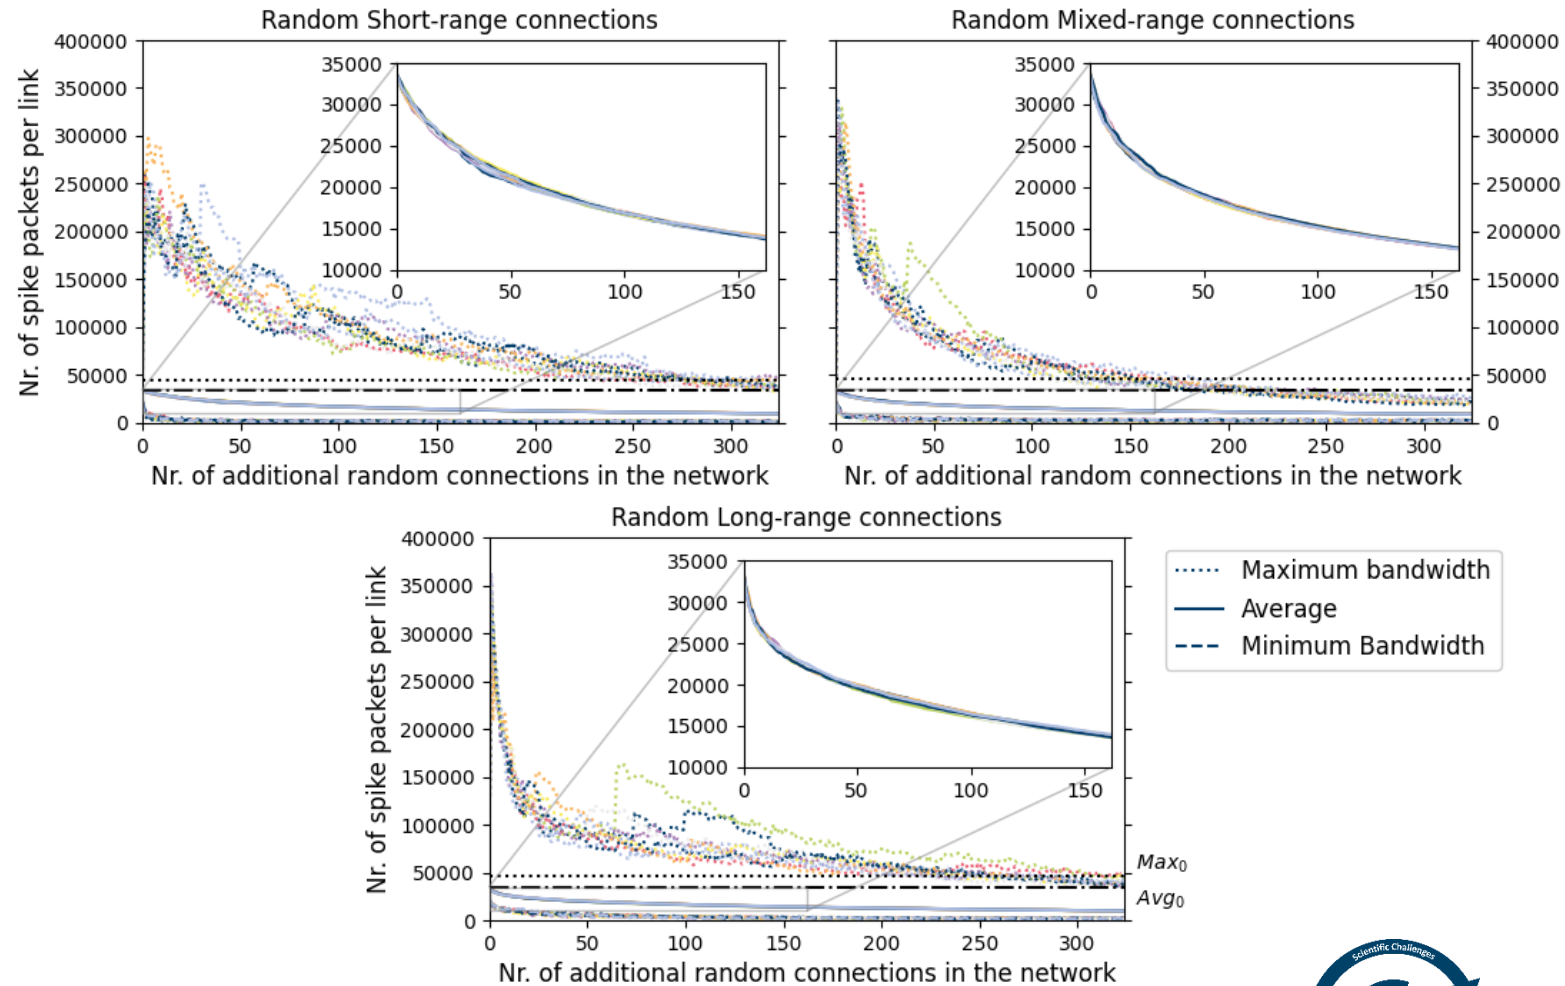 Random Short-range connections
Random Mixed-range connections
400000
350000
300000
250000
200000
150000
100000
50000
0
Nr. of spike packets per link
35000
30000
25000
20000
15000
10000
0 50 100 150
0 50 100 150 200 250 300
Nr. of additional random connections in the network
35000
30000
25000
20000
15000
10000
0 50 100 150
400000
350000
300000
250000
200000
150000
100000
50000
0
0 50 100 150 200 250 300
Nr. of additional random connections in the network
Random Long-range connections
400000
350000
300000
250000
200000
150000
100000
50000
0
Nr. of spike packets per link
35000
30000
25000
20000
15000
10000
0 50 100 150
0 50 100 150 200 250 300
Nr. of additional random connections in the network
Maximum bandwidth
Average
Minimum Bandwidth
Max0
Avg0
Scientific Challenges